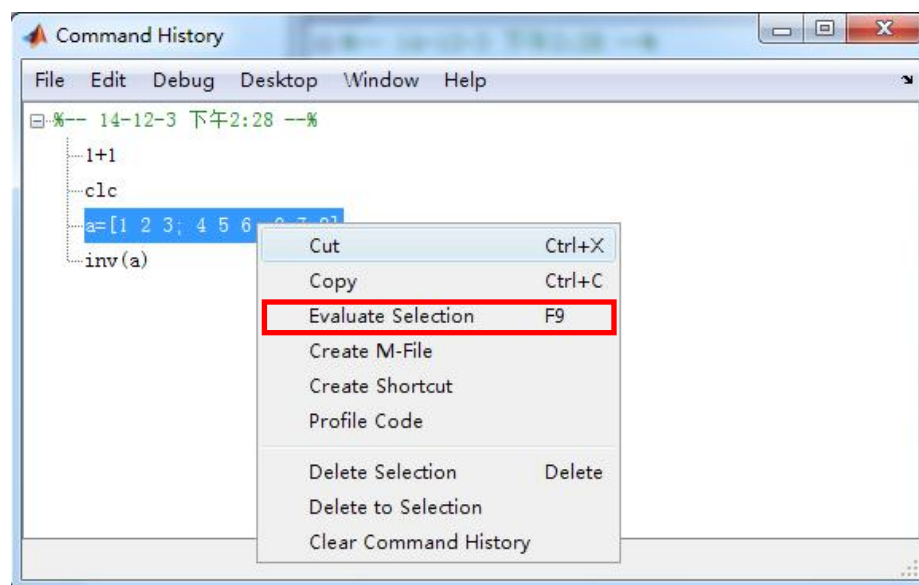 Command History
File Edit Debug Desktop Window Help
%-- 14-12-3 下午2:28 --%
1+1
clc
a=[1 2 3; 4 5 6
inv(a)
Cut Ctrl+X
Copy Ctrl+C
Evaluate Selection F9
Create M-File
Create Shortcut
Profile Code
Delete Selection Delete
Delete to Selection
Clear Command History